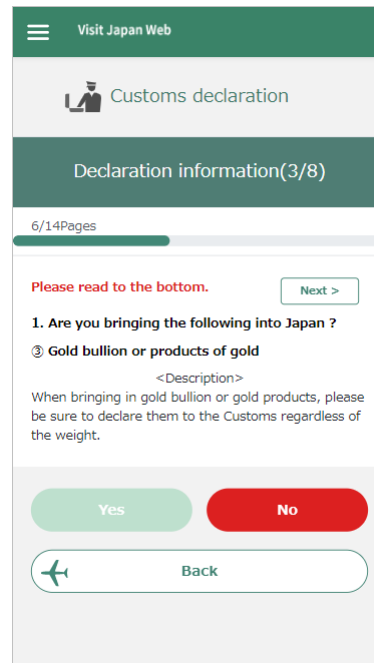 Visit Japan Web
Customs declaration
Declaration information(3/8)
6/14Pages
Please read to the bottom.
Next >
1. Are you bringing the following into Japan ?
③ Gold bullion or products of gold
<Description>
When bringing in gold bullion or gold products, please
be sure to declare them to the Customs regardless of
the weight.
Yes
No
Back